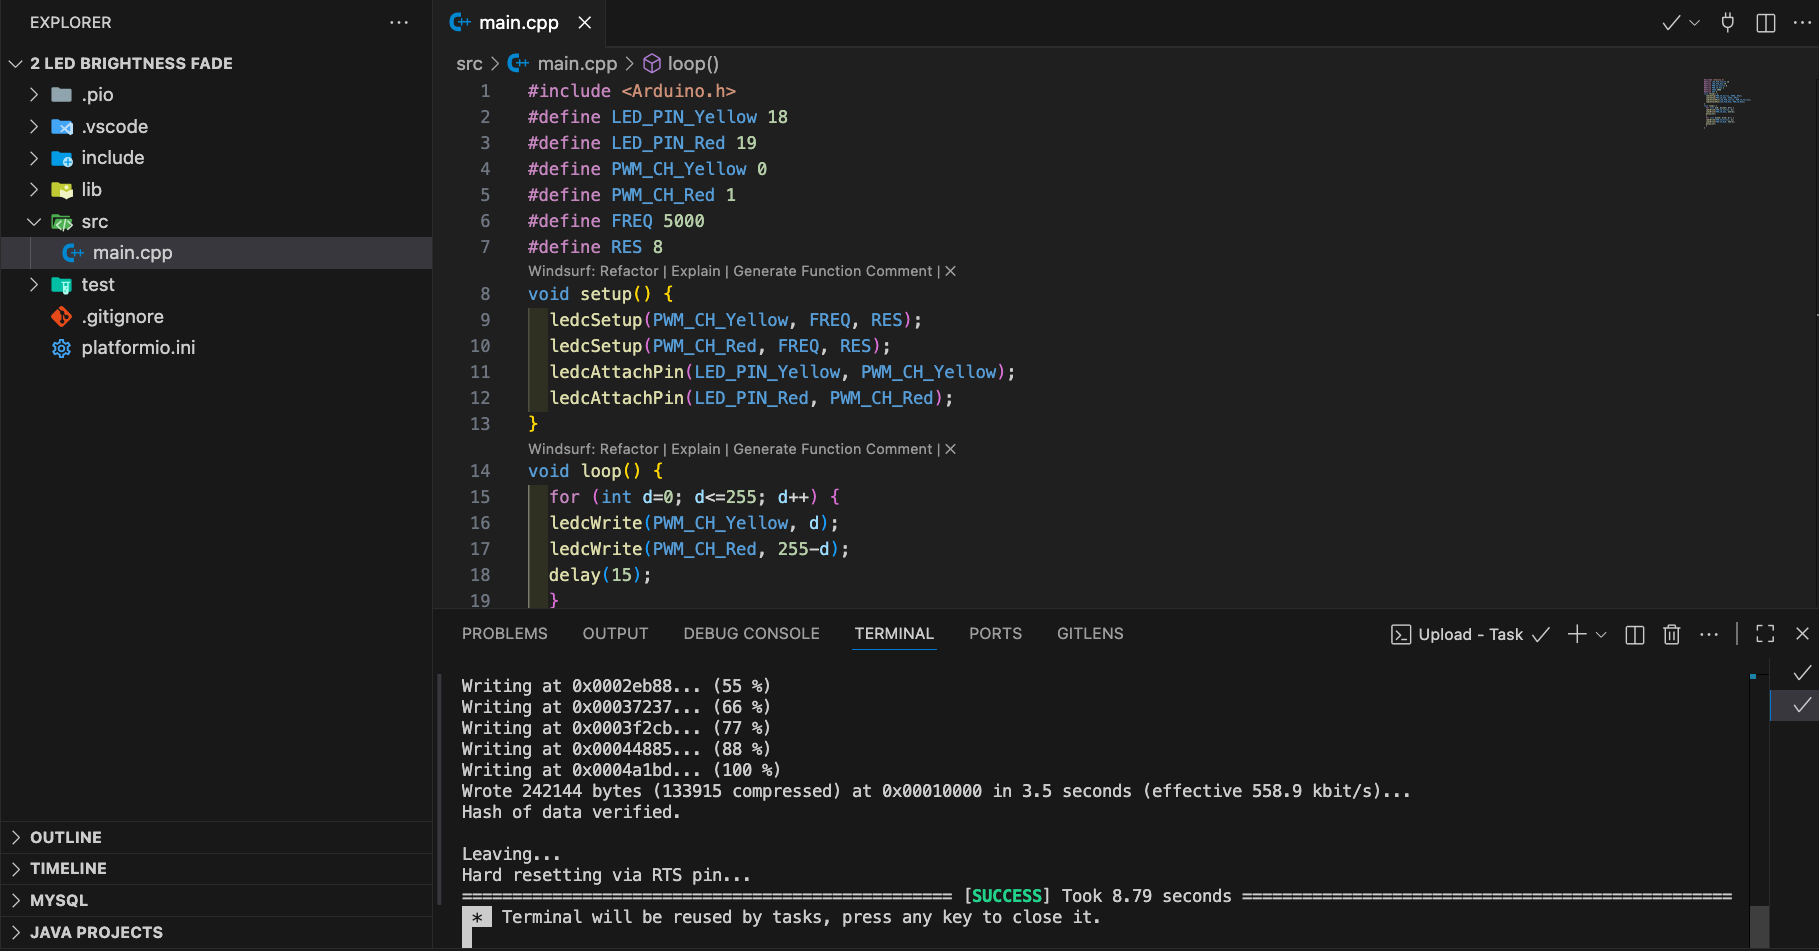 EXPLORER
2 LED BRIGHTNESS FADE
.pio
.vscode
include
lib
src
main.cpp
test
.gitignore
platformio.ini
OUTLINE
TIMELINE
MYSQL
JAVA PROJECTS
main.cpp
src > main.cpp > loop()
1 #include <Arduino.h>
2 #define LED_PIN_Yellow 18
3 #define LED_PIN_Red 19
4 #define PWM_CH_Yellow 0
5 #define PWM_CH_Red 1
6 #define FREQ 5000
7 #define RES 8
Windsurf: Refactor | Explain | Generate Function Comment | ×
8 void setup() {
9 ledcSetup(PWM_CH_Yellow, FREQ, RES);
10 ledcSetup(PWM_CH_Red, FREQ, RES);
11 ledcAttachPin(LED_PIN_Yellow, PWM_CH_Yellow);
12 ledcAttachPin(LED_PIN_Red, PWM_CH_Red);
13 }
Windsurf: Refactor | Explain | Generate Function Comment | ×
14 void loop() {
15 for (int d=0; d<=255; d++) {
16 ledcWrite(PWM_CH_Yellow, d);
17 ledcWrite(PWM_CH_Red, 255-d);
18 delay(15);
19 }
PROBLEMS OUTPUT DEBUG CONSOLE TERMINAL PORTS GITLENS
Upload - Task
Writing at 0x0002eb88... (55 %)
Writing at 0x00037237... (66 %)
Writing at 0x0003f2cb... (77 %)
Writing at 0x00044885... (88 %)
Writing at 0x0004a1bd... (100 %)
Wrote 242144 bytes (133915 compressed) at 0x00010000 in 3.5 seconds (effective 558.9 kbit/s)...
Hash of data verified.
Leaving...
Hard resetting via RTS pin...
================================================= [SUCCESS] Took 8.79 seconds =================================================
* Terminal will be reused by tasks, press any key to close it.